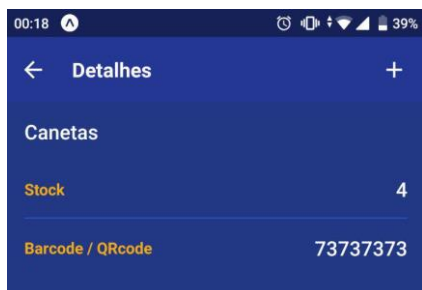 00:18 39%
Detalhes
Canetas
Stock 4
Barcode / QRcode 73737373